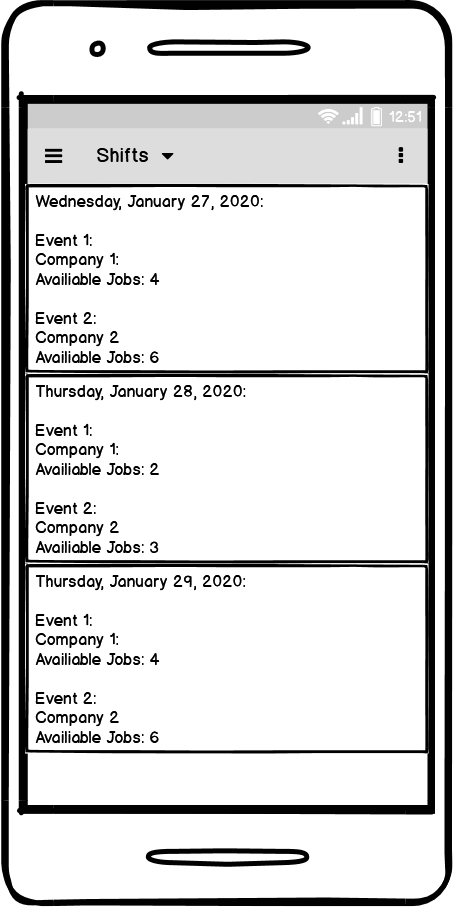 12:51
Shifts
Wednesday, January 27, 2020:
Event 1:
Company 1:
Availiable Jobs: 4
Event 2:
Company 2
Availiable Jobs: 6
Thursday, January 28, 2020:
Event 1:
Company 1:
Availiable Jobs: 2
Event 2:
Company 2
Availiable Jobs: 3
Thursday, January 29, 2020:
Event 1:
Company 1:
Availiable Jobs: 4
Event 2:
Company 2
Availiable Jobs: 6